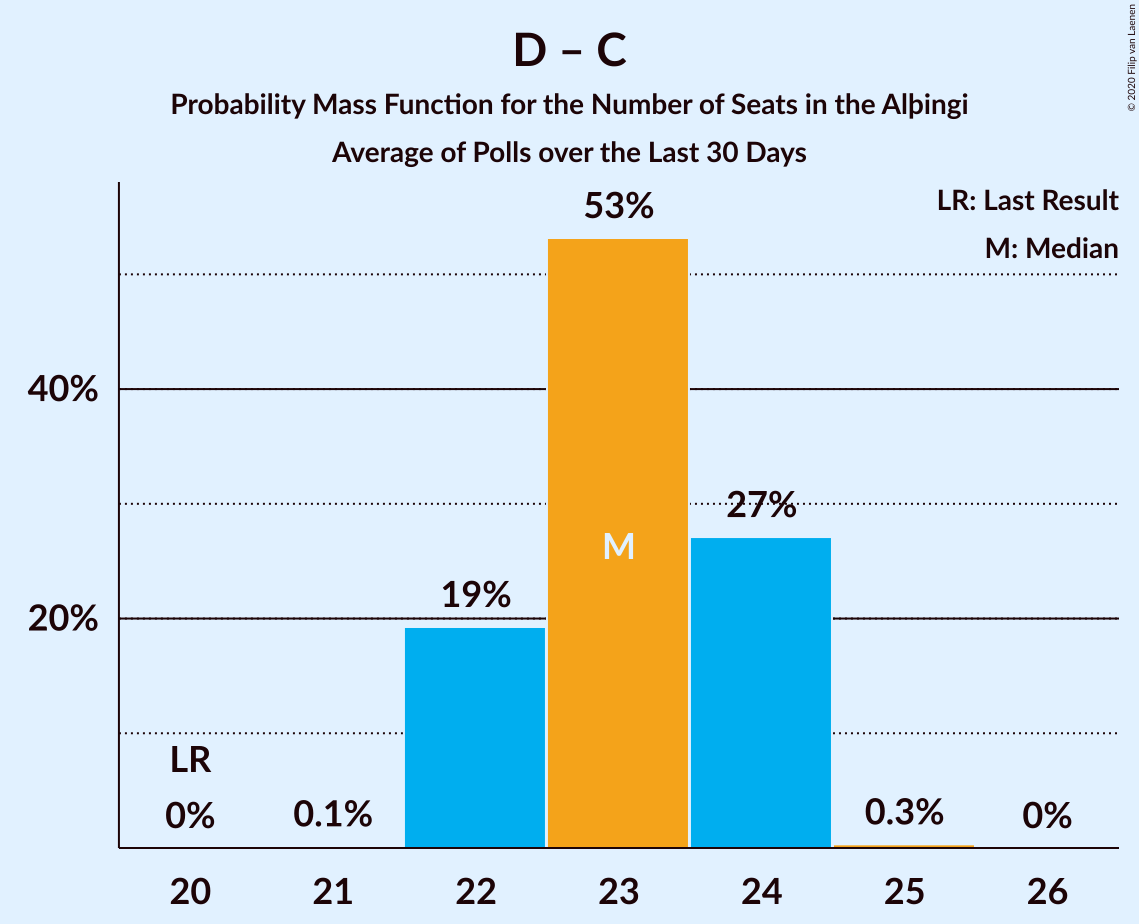 D – C
Probability Mass Function for the Number of Seats in the Alþingi
Average of Polls over the Last 30 Days
© 2020 Filip van Laenen
LR: Last Result
M: Median
53%
40%
27%
M
19%
20%
LR
0%
0.1%
0.3%
0%
20 21 22 23 24 25 26